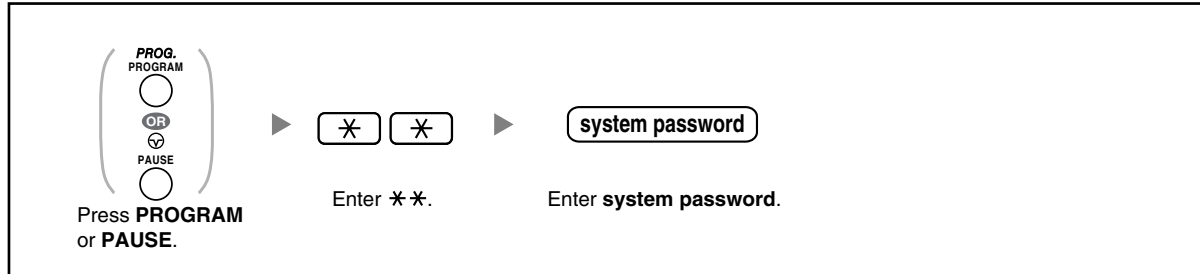 PROG.
PROGRAM
OR
PAUSE
Press PROGRAM
or PAUSE.
Enter ✱✱.
system password
Enter system password.